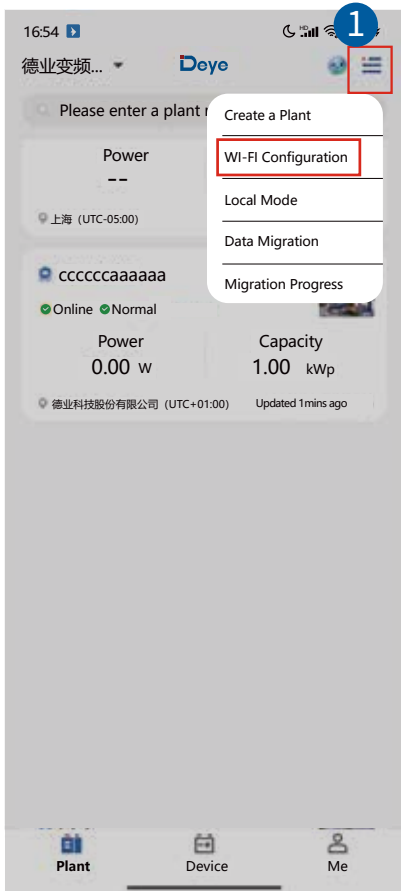 16:54
1
德业变频...
Deye
Please enter a plant
Create a Plant
Power
WI-FI Configuration
--
Local Mode
上海 (UTC-05:00)
Data Migration
ccccccaaaaaa
Migration Progress
Online Normal
Power Capacity
0.00 W 1.00 kWp
德业科技股份有限公司 (UTC+01:00) Updated 1mins ago
Plant Device Me